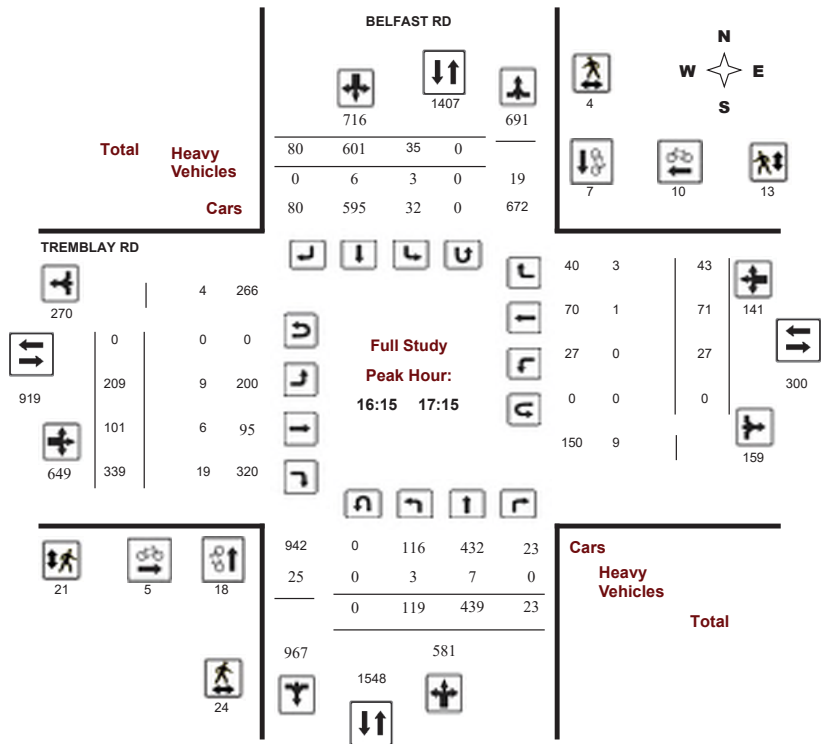 BELFAST RD
N
W E
S
1407
4
716 691
Total Heavy Vehicles
80 601 35 0
0 6 3 0 19
Cars 80 595 32 0 672
7 10 13
TREMBLAY RD
270
4 266
0 0 0
919
209 9 200
101 6 95
649
339 19 320
Full Study
Peak Hour:
16:15 17:15
40 3 43
141
70 1 71
27 0 27
300
0 0 0
150 9
159
21 5 18
942 0 116 432 23
25 0 3 7 0
0 119 439 23
Cars
Heavy
Vehicles
Total
967 581
1548
24